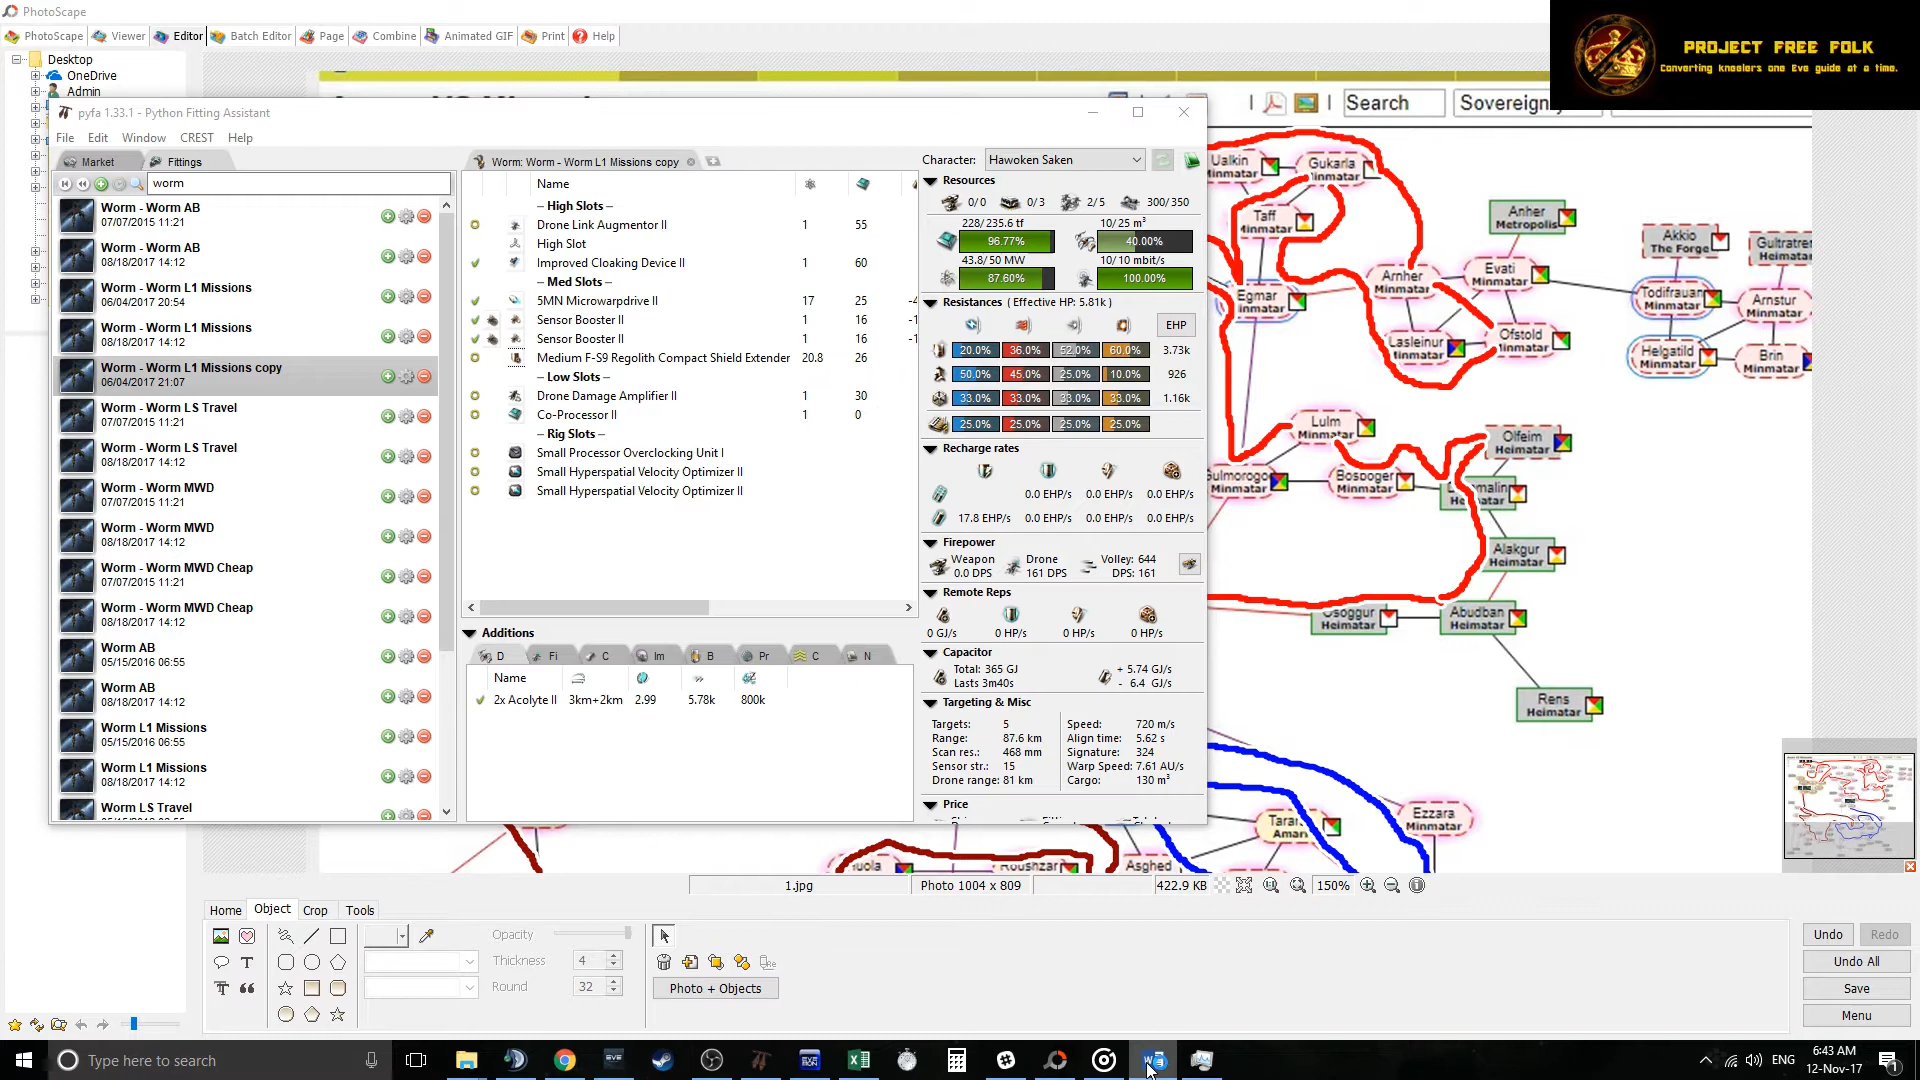 PhotoScape
PhotoScape Viewer Editor Batch Editor Page Combine Animated GIF Print Help
Desktop
OneDrive
Admin
PROJECT FREE FOLK
Converting kneelers one Eve guide at a time.
Search
pyfa 1.33.1 - Python Fitting Assistant
File Edit Window CREST Help
Market Fittings
worm
Worm - Worm AB
07/07/2015 11:21
Worm - Worm AB
08/18/2017 14:12
Worm - Worm L1 Missions
06/04/2017 20:54
Worm - Worm L1 Missions
08/18/2017 14:12
Worm - Worm L1 Missions copy
06/04/2017 21:07
Worm - Worm LS Travel
07/07/2015 11:21
Worm - Worm LS Travel
08/18/2017 14:12
Worm - Worm MWD
07/07/2015 11:21
Worm - Worm MWD
08/18/2017 14:12
Worm - Worm MWD Cheap
07/07/2015 11:21
Worm - Worm MWD Cheap
08/18/2017 14:12
Worm AB
05/15/2016 06:55
Worm AB
08/18/2017 14:12
Worm L1 Missions
05/15/2016 06:55
Worm L1 Missions
08/18/2017 14:12
Worm LS Travel
Worm: Worm - Worm L1 Missions copy
Name
– High Slots –
Drone Link Augmentor II 1 55
High Slot
Improved Cloaking Device II 1 60
– Med Slots –
5MN Microwarpdrive II 17 25 -4
Sensor Booster II 1 16 -1
Sensor Booster II 1 16 -1
Medium F-S9 Regolith Compact Shield Extender 20.8 26
– Low Slots –
Drone Damage Amplifier II 1 30
Co-Processor II 1 0
– Rig Slots –
Small Processor Overclocking Unit I
Small Hyperspatial Velocity Optimizer II
Small Hyperspatial Velocity Optimizer II
Additions
D Fi C Im B Pr C N
Name
2x Acolyte II 3km+2km 2.99 5.78k 800k
Character: Hawoken Saken
Resources
0/0 0/3 2/5 300/350
228/235.6 tf 10/25 m³
96.77% 40.00%
43.8/50 MW 10/10 mbit/s
87.60% 100.00%
Resistances ( Effective HP: 5.81k )
EHP
20.0% 36.0% 52.0% 60.0% 3.73k
50.0% 45.0% 25.0% 10.0% 926
33.0% 33.0% 33.0% 33.0% 1.16k
25.0% 25.0% 25.0% 25.0%
Recharge rates
0.0 EHP/s 0.0 EHP/s 0.0 EHP/s
17.8 EHP/s 0.0 EHP/s 0.0 EHP/s 0.0 EHP/s
Firepower
Weapon 0.0 DPS Drone 161 DPS Volley: 644 DPS: 161
Remote Reps
0 GJ/s 0 HP/s 0 HP/s 0 HP/s
Capacitor
Total: 365 GJ + 5.74 GJ/s
Lasts 3m40s - 6.4 GJ/s
Targeting & Misc
Targets: 5 Speed: 720 m/s
Range: 87.6 km Align time: 5.62 s
Scan res.: 468 mm Signature: 324
Sensor str.: 15 Warp Speed: 7.61 AU/s
Drone range: 81 km Cargo: 130 m³
Price
Ualkin
Minmatar
Gukarla
Minmatar
Taff
Minmatar
Anher
Metropolis
Akkio
The Forge
Egmar
Minmatar
Arnher
Minmatar
Evati
Minmatar
Todifrauan
Minmatar
Arnstur
Minmatar
Lasleinur
Minmatar
Ofstold
Minmatar
Helgatild
Minmatar
Brin
Minmatar
Lulm
Minmatar
Olfeim
Heimatar
Minmatar
Bosboger
Minmatar
Heimatar
Alakgur
Heimatar
Osoggur
Heimatar
Abudban
Heimatar
Rens
Heimatar
Ezzara
Minmatar
Roushzar
Asghed
1.jpg Photo 1004 x 809 422.9 KB 150%
Home Object Crop Tools
Opacity
Thickness 4
Round 32
Photo + Objects
Undo Redo
Undo All
Save
Menu
Type here to search
ENG
6:43 AM
12-Nov-17